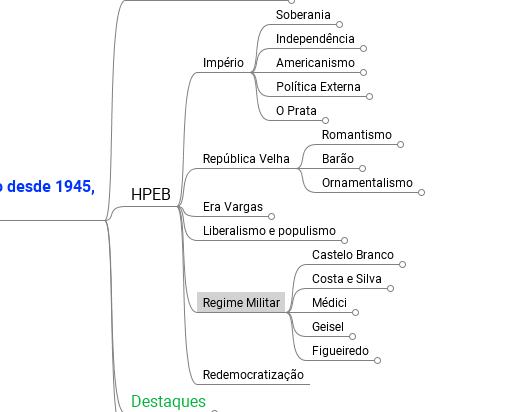 Soberania
Independência
Império
Americanismo
Política Externa
O Prata
Romantismo
República Velha
Barão
Ornamentalismo
desde 1945,
HPEB
Era Vargas
Liberalismo e populismo
Castelo Branco
Costa e Silva
Regime Militar
Médici
Geisel
Figueiredo
Redemocratização
Destaques